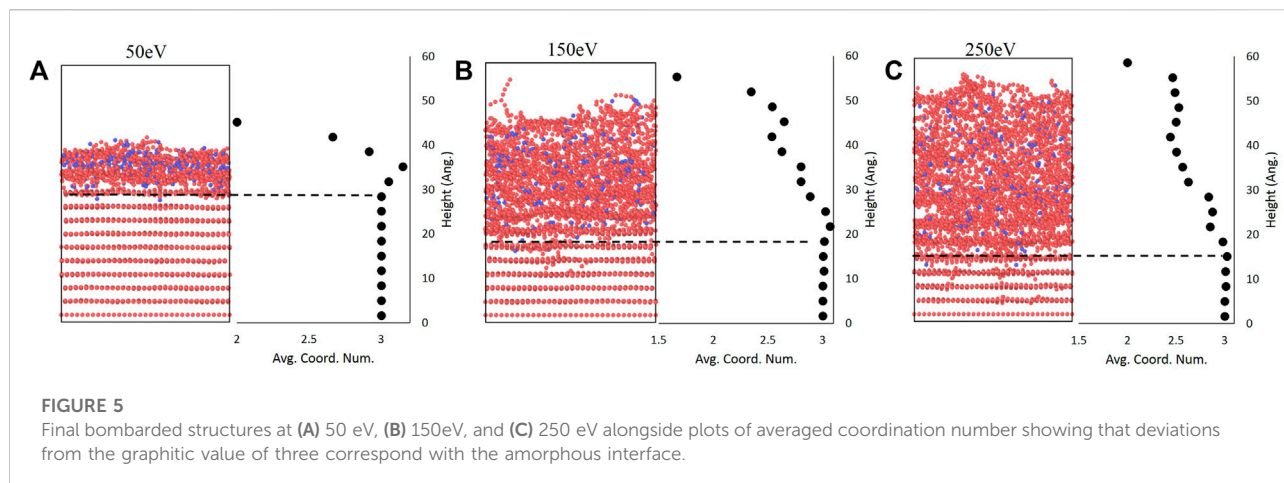 50eV
150eV
250eV
A
B
C
60
50
40
30
20
10
0
Height (Ang.)
2
2.5
3
Avg. Coord. Num.
60
50
40
30
20
10
0
Height (Ang.)
1.5
2
2.5
3
Avg. Coord. Num.
60
50
40
30
20
10
0
Height (Ang.)
1.5
2
2.5
3
Avg. Coord. Num.
FIGURE 5
Final bombarded structures at (A) 50 eV, (B) 150eV, and (C) 250 eV alongside plots of averaged coordination number showing that deviations
from the graphitic value of three correspond with the amorphous interface.